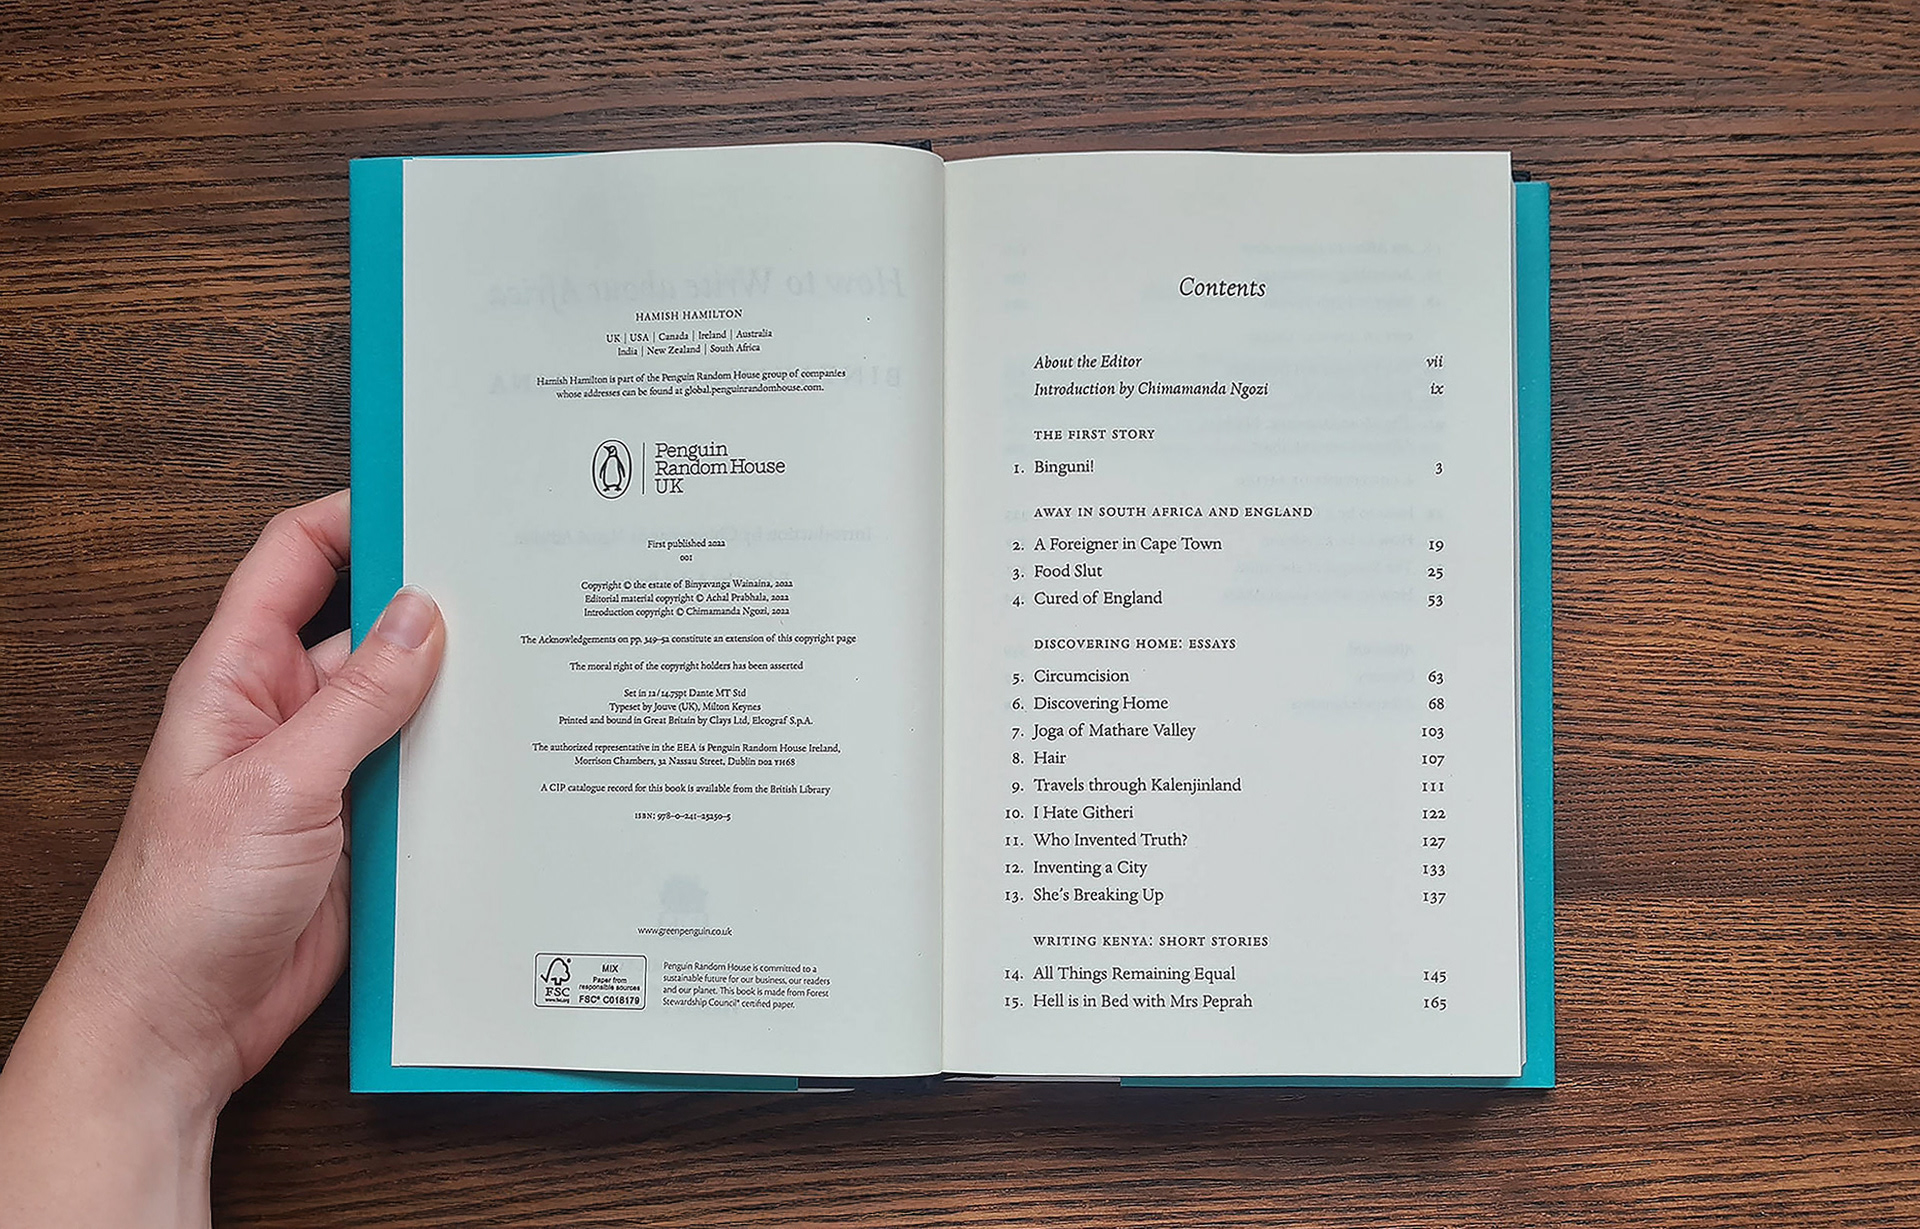 How to Write about Africa
HAMISH HAMILTON
UK | USA | Canada | Ireland | Australia
India | New Zealand | South Africa
Hamish Hamilton is part of the Penguin Random House group of companies
whose addresses can be found at global.penguinrandomhouse.com.
Penguin
Random House
UK
First published 2022
001
Copyright © the estate of Binyavanga Wainaina, 2022
Editorial material copyright © Achal Prabhala, 2022
Introduction copyright © Chimamanda Ngozi, 2022
The Acknowledgements on pp. 349–52 constitute an extension of this copyright page
The moral right of the copyright holders has been asserted
Set in 12/14.75pt Dante MT Std
Typeset by Jouve (UK), Milton Keynes
Printed and bound in Great Britain by Clays Ltd, Elcograf S.p.A.
The authorized representative in the EEA is Penguin Random House Ireland,
Morrison Chambers, 32 Nassau Street, Dublin D02 YH68
A CIP catalogue record for this book is available from the British Library
ISBN: 978–0–241–25250–5
www.greenpenguin.co.uk
FSC
www.fsc.org
MIX
Paper from
responsible sources
FSC® C018179
Penguin Random House is committed to a
sustainable future for our business, our readers
and our planet. This book is made from Forest
Stewardship Council® certified paper.
Contents
About the Editor vii
Introduction by Chimamanda Ngozi ix
THE FIRST STORY
1. Binguni! 3
AWAY IN SOUTH AFRICA AND ENGLAND
2. A Foreigner in Cape Town 19
3. Food Slut 25
4. Cured of England 53
DISCOVERING HOME: ESSAYS
5. Circumcision 63
6. Discovering Home 68
7. Joga of Mathare Valley 103
8. Hair 107
9. Travels through Kalenjinland 111
10. I Hate Githeri 122
11. Who Invented Truth? 127
12. Inventing a City 133
13. She's Breaking Up 137
WRITING KENYA: SHORT STORIES
14. All Things Remaining Equal 145
15. Hell is in Bed with Mrs Peprah 165